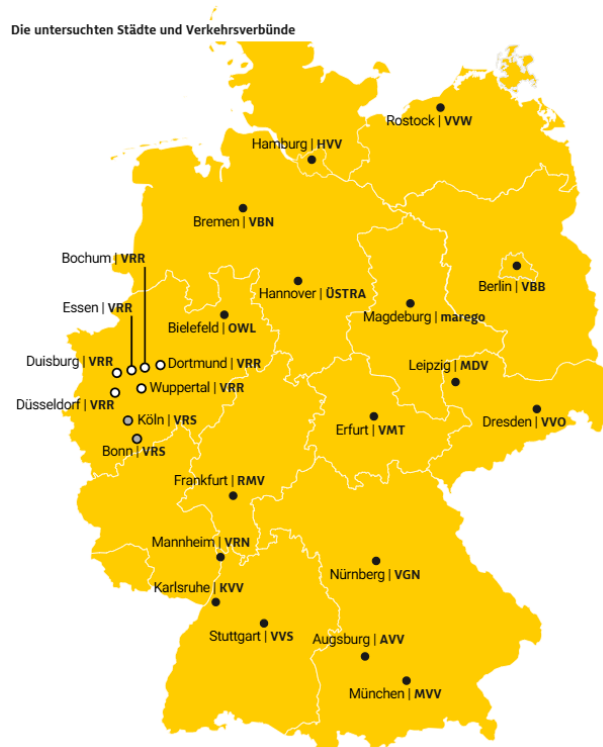 Die untersuchten Städte und Verkehrsverbünde
Rostock | VVW
Hamburg | HVV
Bremen | VBN
Bochum | VRR
Berlin | VBB
Hannover | ÜSTRA
Essen | VRR
Magdeburg | marego
Bielefeld | OWL
Duisburg | VRR
Dortmund | VRR
Leipzig | MDV
Wuppertal | VRR
Düsseldorf | VRR
Köln | VRS
Dresden | VVO
Erfurt | VMT
Bonn | VRS
Frankfurt | RMV
Mannheim | VRN
Nürnberg | VGN
Karlsruhe | KVV
Stuttgart | VVS
Augsburg | AVV
München | MVV